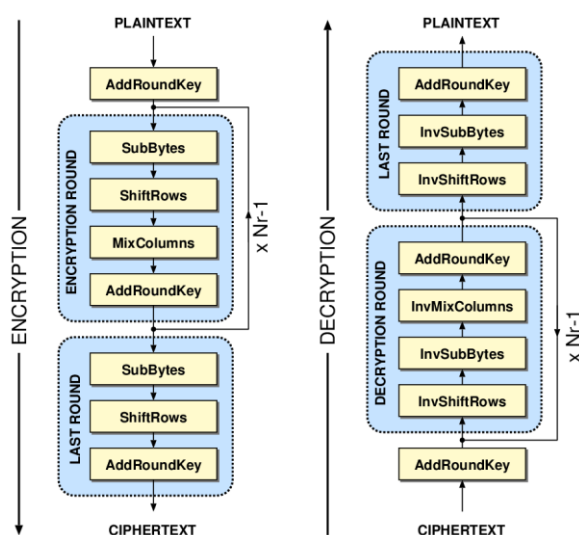 PLAINTEXT
AddRoundKey
ENCRYPTION ROUND
SubBytes
ShiftRows
MixColumns
AddRoundKey
x Nr-1
ENCRYPTION
LAST ROUND
SubBytes
ShiftRows
AddRoundKey
CIPHERTEXT
PLAINTEXT
LAST ROUND
AddRoundKey
InvSubBytes
InvShiftRows
DECRYPTION
DECRYPTION ROUND
AddRoundKey
InvMixColumns
InvSubBytes
InvShiftRows
x Nr-1
AddRoundKey
CIPHERTEXT